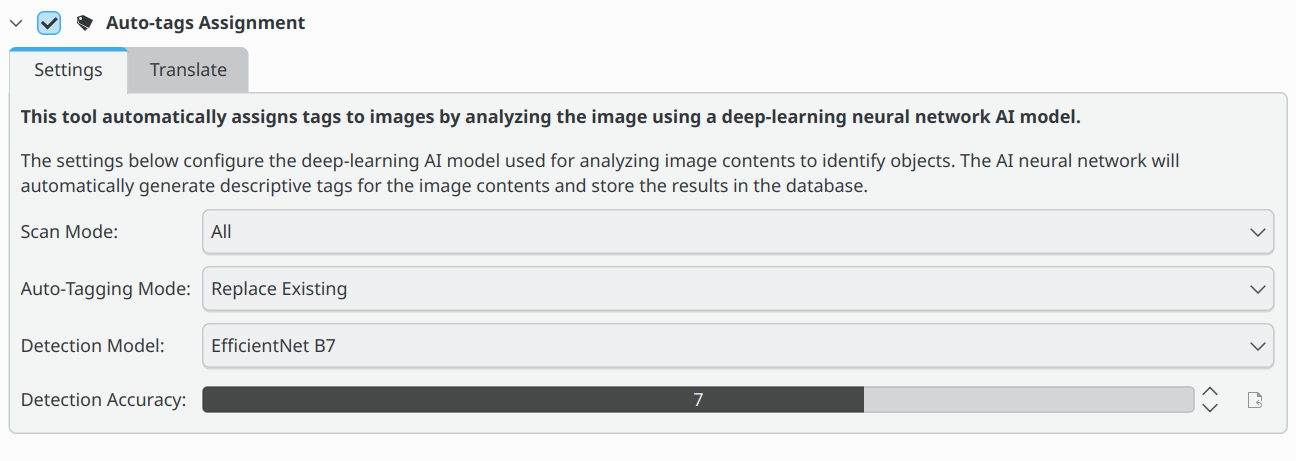 Auto-tags Assignment
Settings
Translate
This tool automatically assigns tags to images by analyzing the image using a deep-learning neural network AI model.
The settings below configure the deep-learning AI model used for analyzing image contents to identify objects. The AI neural network will
automatically generate descriptive tags for the image contents and store the results in the database.
Scan Mode: All
Auto-Tagging Mode: Replace Existing
Detection Model: EfficientNet B7
Detection Accuracy: 7